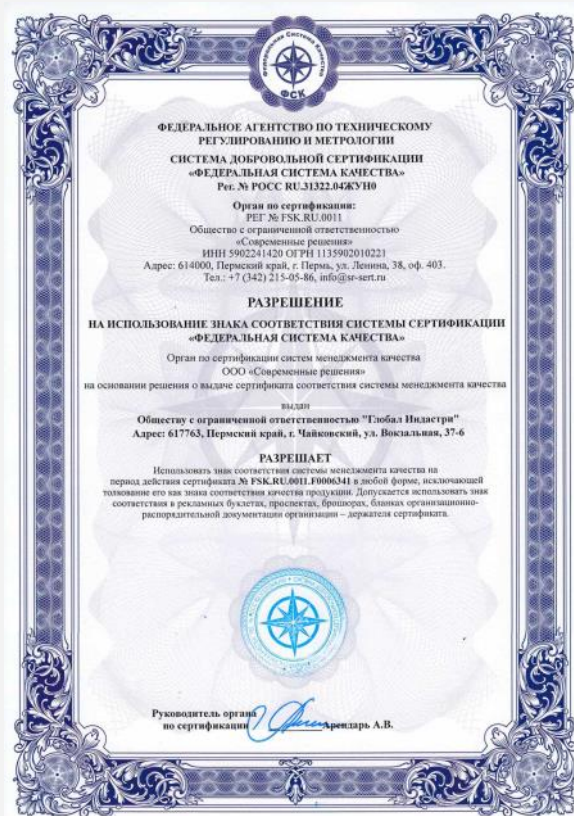 Федеральная Система Качества
ФСК
ФЕДЕРАЛЬНОЕ АГЕНТСТВО ПО ТЕХНИЧЕСКОМУ
РЕГУЛИРОВАНИЮ И МЕТРОЛОГИИ
СИСТЕМА ДОБРОВОЛЬНОЙ СЕРТИФИКАЦИИ
«ФЕДЕРАЛЬНАЯ СИСТЕМА КАЧЕСТВА»
Рег. № РОСС RU.31322.04ЖУН0
Орган по сертификации:
РЕГ № FSK.RU.0011
Общество с ограниченной ответственностью
«Современные решения»
ИНН 5902241420 ОГРН 1135902010221
Адрес: 614000, Пермский край, г. Пермь, ул. Ленина, 38, оф. 403.
Тел.: +7 (342) 215-05-86, info@sr-sert.ru
РАЗРЕШЕНИЕ
НА ИСПОЛЬЗОВАНИЕ ЗНАКА СООТВЕТСТВИЯ СИСТЕМЫ СЕРТИФИКАЦИИ
«ФЕДЕРАЛЬНАЯ СИСТЕМА КАЧЕСТВА»
Орган по сертификации систем менеджмента качества
ООО «Современные решения»
на основании решения о выдаче сертификата соответствия системы менеджмента качества
выдан
Обществу с ограниченной ответственностью "Глобал Индастри"
Адрес: 617763, Пермский край, г. Чайковский, ул. Вокзальная, 37-6
РАЗРЕШАЕТ
Использовать знак соответствия системы менеджмента качества на
период действия сертификата № FSK.RU.0011.F0006341 в любой форме, исключающей
толкование его как знака соответствия качества продукции. Допускается использовать знак
соответствия в рекламных буклетах, проспектах, брошюрах, бланках организационно-
распорядительной документации организации – держателя сертификата.
Руководитель органа
по сертификации Арендарь А.В.